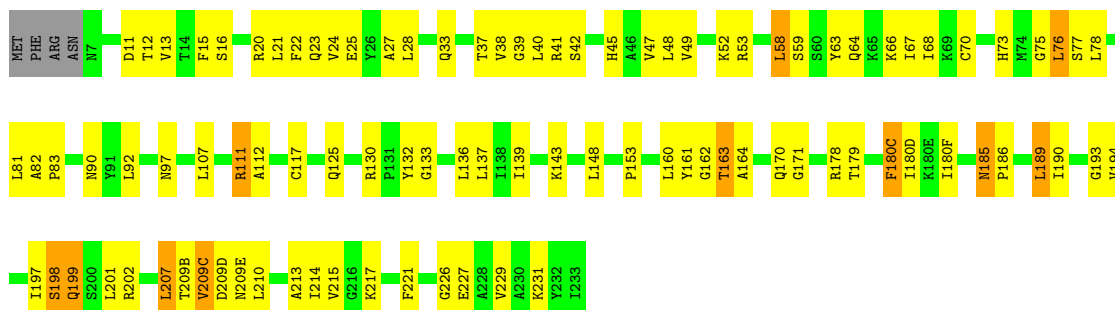 MET PHE ARG ASN N7 D11 T12 V13 T14 F15 S16 R20 L21 F22 Q23 V24 E25 Y26 A27 L28 Q33 T37 V38 G39 L40 R41 S42 H45 A46 V47 L48 V49 K52 R53 L58 S59 S60 Y63 Q64 K65 K66 I67 I68 K69 C70 H73 M74 G75 L76 S77 L78
L81 A82 P83 N90 Y91 L92 N97 L107 R111 A112 C117 Q125 R130 P131 Y132 G133 L136 L137 I138 I139 K143 L148 P153 L160 Y161 G162 T163 A164 Q170 G171 R178 T179 F180C I180D K180E I180F N185 P186 L189 I190 G193 V194
I197 S198 Q199 S200 L201 R202 L207 T209B V209C D209D N209E L210 A213 I214 V215 G216 K217 F221 G226 E227 A228 V229 A230 K231 Y232 I233